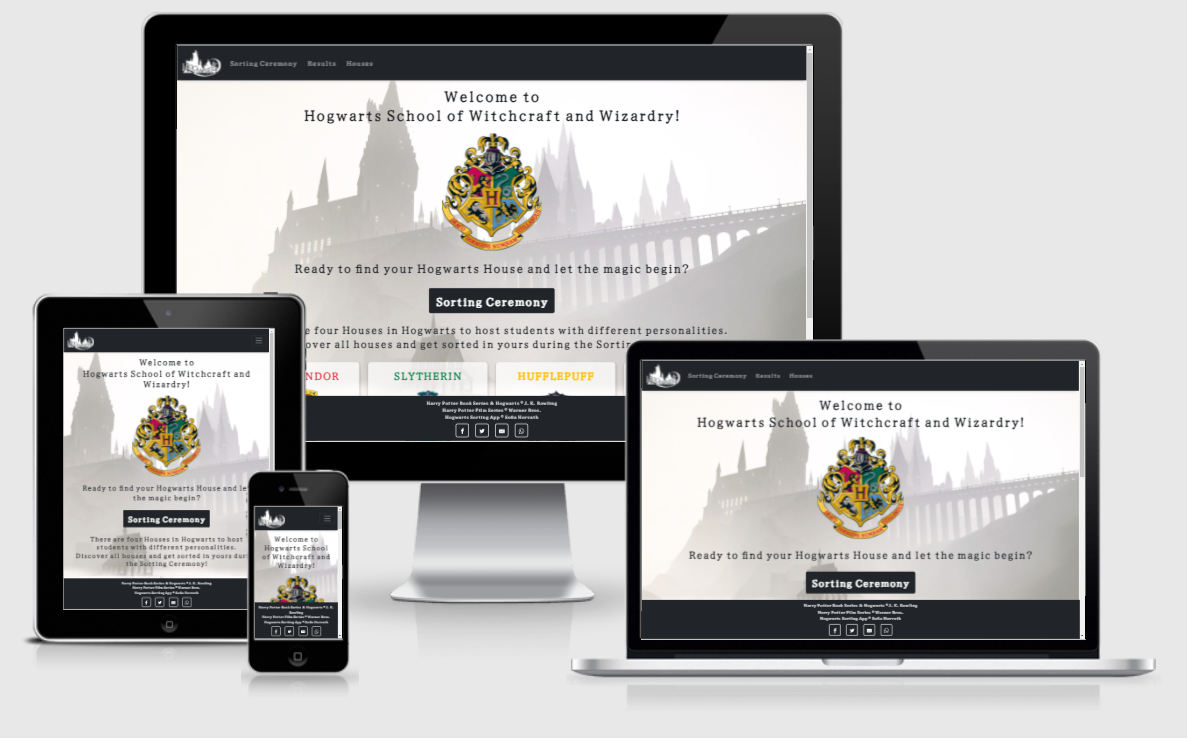 Sorting Ceremony Results Houses
Welcome to
Hogwarts School of Witchcraft and Wizardry!
H
Ready to find your Hogwarts House and let the magic begin?
Sorting Ceremony
four Houses in Hogwarts to host students with different personalities.
all houses and get sorted in yours during the
NDOR SLYTHERIN HUFFLEPUFF
Harry Potter Book Series & Hogwarts © J. K. Rowling
Harry Potter Film Series © Warner Bros.
Hogwarts Sorting App © Sofia Horvath
Welcome to
Hogwarts School of Witchcraft and
Wizardry!
H
Ready to find your Hogwarts House and let
the magic begin?
Sorting Ceremony
There are four Houses in Hogwarts to host
students with different personalities.
Discover all houses and get sorted in yours
the Sorting Ceremony!
Harry Potter Book Series & Hogwarts © J. K. Rowling
Harry Potter Film Series © Warner Bros.
Hogwarts Sorting App © Sofia Horvath
Welcome to
Hogwarts School
of Witchcraft and
Wizardry!
Harry Potter Book Series & Hogwarts © J. K.
Rowling
Harry Potter Film Series © Warner Bros.
Hogwarts Sorting App © Sofia Horvath
Sorting Ceremony Results Houses
Welcome to
Hogwarts School of Witchcraft and Wizardry!
H
Ready to find your Hogwarts House and let the magic begin?
Sorting Ceremony
Harry Potter Book Series & Hogwarts © J. K. Rowling
Harry Potter Film Series © Warner Bros.
Hogwarts Sorting App © Sofia Horvath